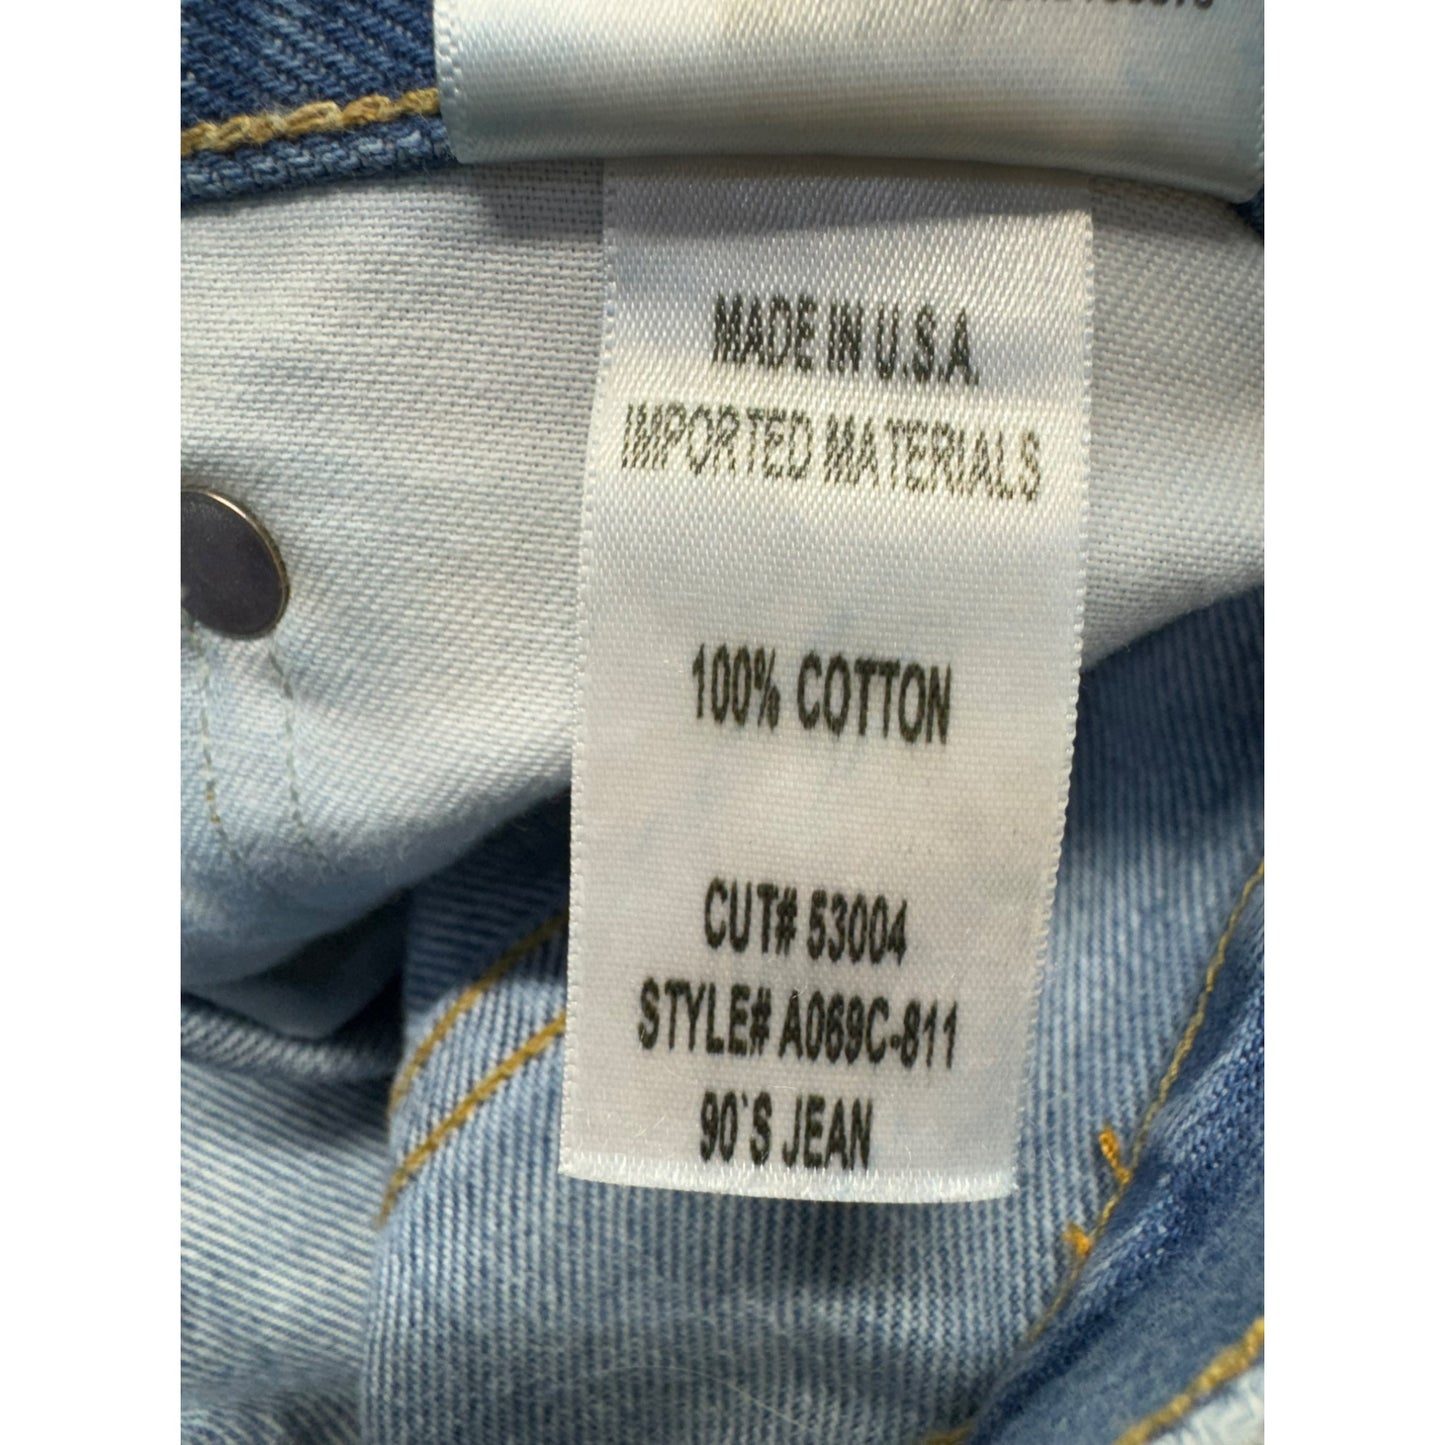 MADE IN U.S.A.
IMPORTED MATERIALS
100% COTTON
CUT# 53004
STYLE# A069C-811
90`S JEAN